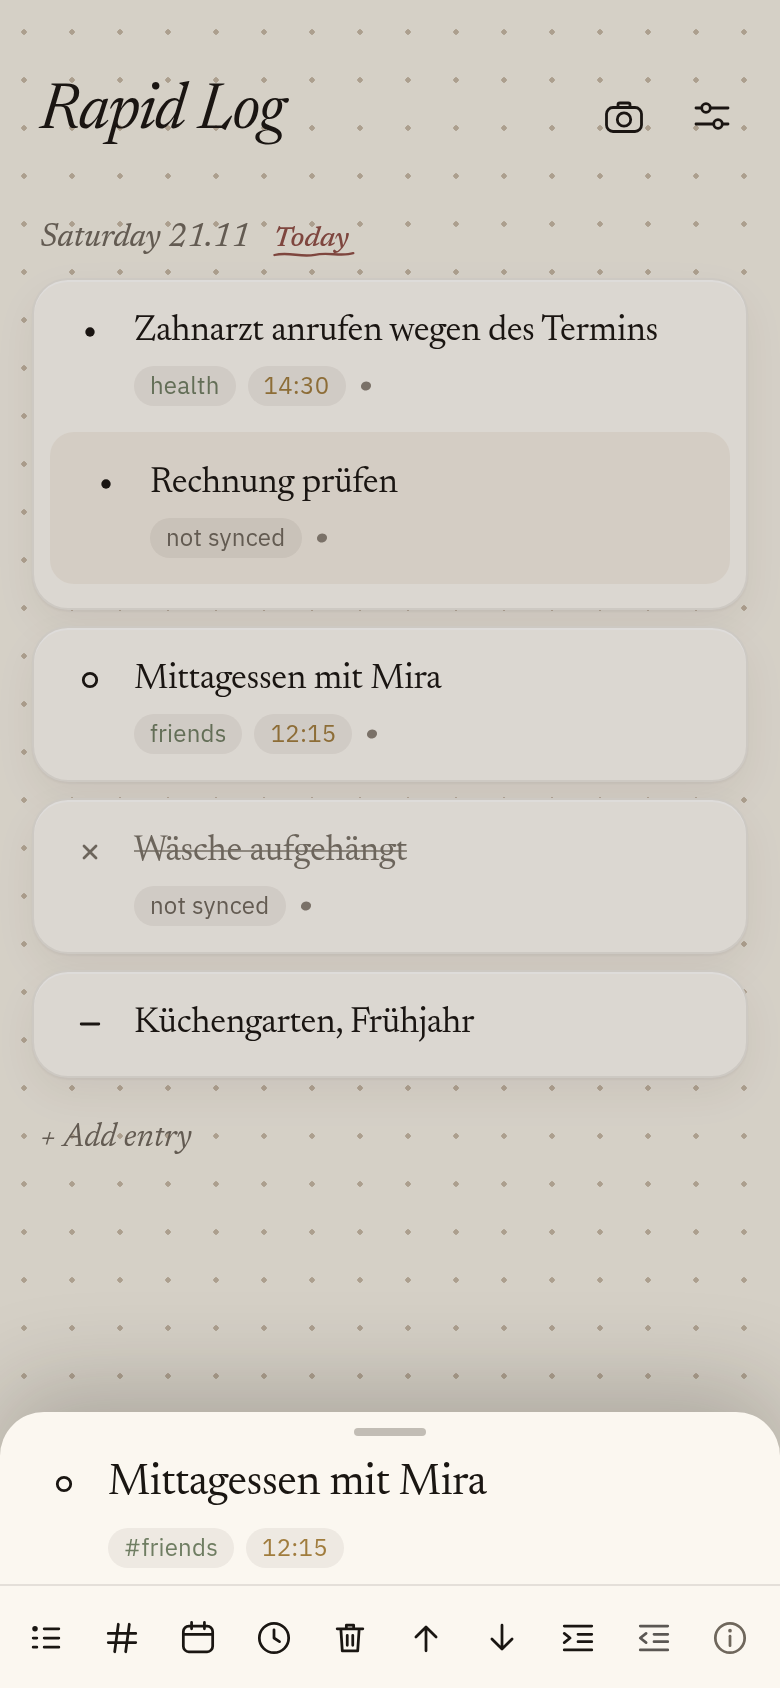 Rapid Log
Saturday 21.11 Today
Zahnarzt anrufen wegen des Termins
health 14:30
Rechnung prüfen
not synced
Mittagessen mit Mira
friends 12:15
Wäsche aufgehängt
not synced
Küchengarten, Frühjahr
+ Add entry
Mittagessen mit Mira
#friends 12:15